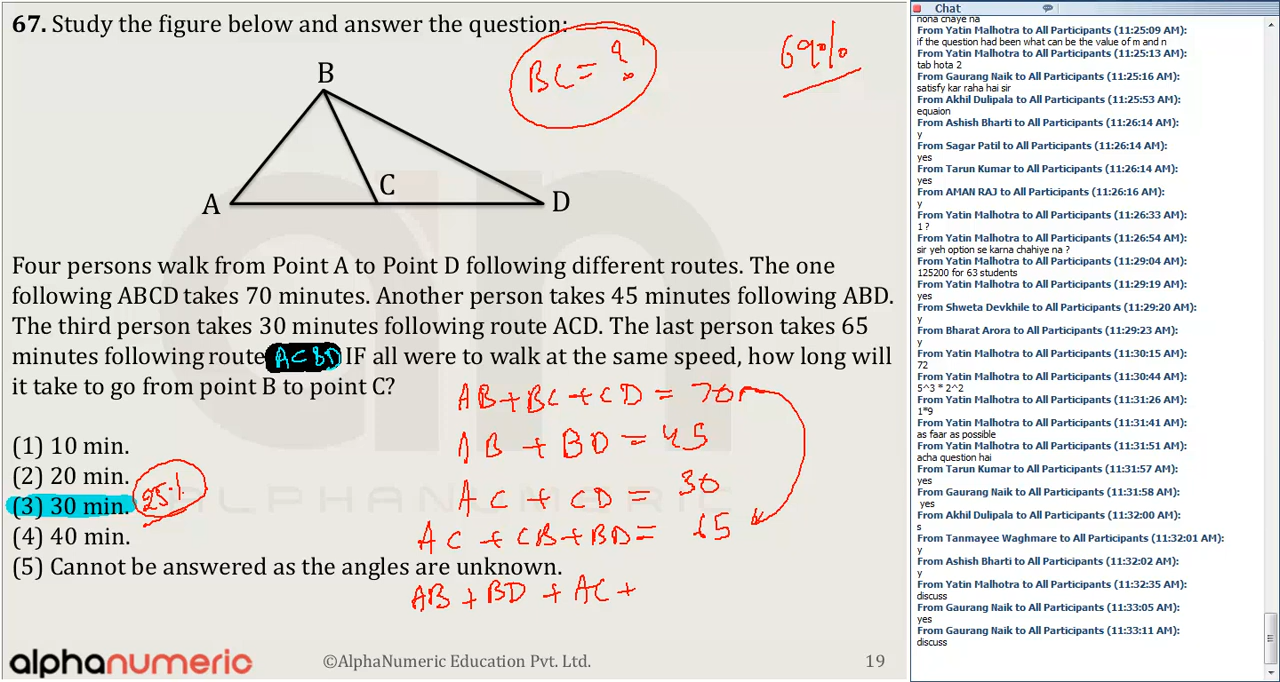 67. Study the figure below and answer the question:
BC = ?
69%
B
A
C
D
Four persons walk from Point A to Point D following different routes. The one
following ABCD takes 70 minutes. Another person takes 45 minutes following ABD.
The third person takes 30 minutes following route ACD. The last person takes 65
minutes following route ACBD IF all were to walk at the same speed, how long will
it take to go from point B to point C?
AB + BC + CD = 70
AB + BD = 45
AC + CD = 30
AC + CB + BD = 65
AB + BD + AC +
(1) 10 min.
(2) 20 min.
(3) 30 min. 25%
(4) 40 min.
(5) Cannot be answered as the angles are unknown.
ALPHANUMERIC
alphanumeric
©AlphaNumeric Education Pvt. Ltd.
19
Chat
nona chaye na
From Yatin Malhotra to All Participants (11:25:09 AM):
if the question had been what can be the value of m and n
From Yatin Malhotra to All Participants (11:25:13 AM):
tab hota 2
From Gaurang Naik to All Participants (11:25:16 AM):
satisfy kar raha hai sir
From Akhil Dulipala to All Participants (11:25:53 AM):
equaion
From Ashish Bharti to All Participants (11:26:14 AM):
y
From Sagar Patil to All Participants (11:26:14 AM):
yes
From Tarun Kumar to All Participants (11:26:14 AM):
yes
From AMAN RAJ to All Participants (11:26:16 AM):
y
From Yatin Malhotra to All Participants (11:26:33 AM):
1 ?
From Yatin Malhotra to All Participants (11:26:54 AM):
sir yeh option se karna chahiye na ?
From Yatin Malhotra to All Participants (11:29:04 AM):
125200 for 63 students
From Yatin Malhotra to All Participants (11:29:19 AM):
yes
From Shweta Devkhile to All Participants (11:29:20 AM):
y
From Bharat Arora to All Participants (11:29:23 AM):
y
From Yatin Malhotra to All Participants (11:30:15 AM):
72
From Yatin Malhotra to All Participants (11:30:44 AM):
5^3 * 2^2
From Yatin Malhotra to All Participants (11:31:26 AM):
1*9
From Yatin Malhotra to All Participants (11:31:41 AM):
as faar as possible
From Yatin Malhotra to All Participants (11:31:51 AM):
acha question hai
From Tarun Kumar to All Participants (11:31:57 AM):
yes
From Gaurang Naik to All Participants (11:31:58 AM):
yes
From Akhil Dulipala to All Participants (11:32:00 AM):
s
From Tanmayee Waghmare to All Participants (11:32:01 AM):
y
From Ashish Bharti to All Participants (11:32:02 AM):
y
From Yatin Malhotra to All Participants (11:32:35 AM):
discuss
From Gaurang Naik to All Participants (11:33:05 AM):
yes
From Gaurang Naik to All Participants (11:33:11 AM):
discuss